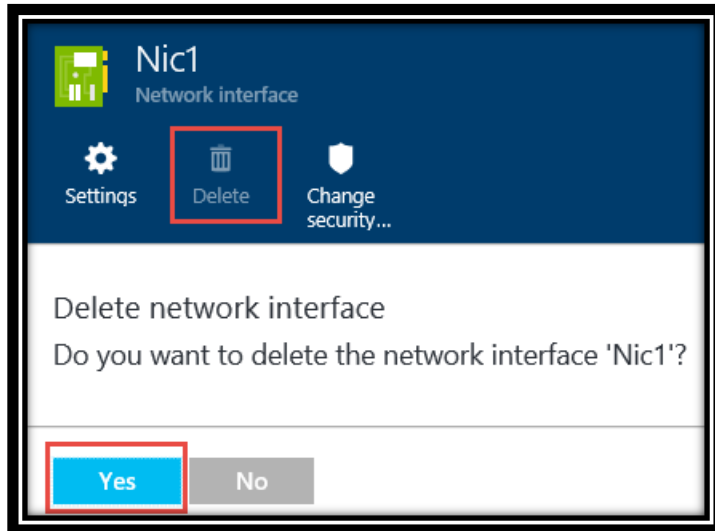 Nic1
Network interface
Settings
Delete
Change
security...
Delete network interface
Do you want to delete the network interface 'Nic1'?
Yes
No